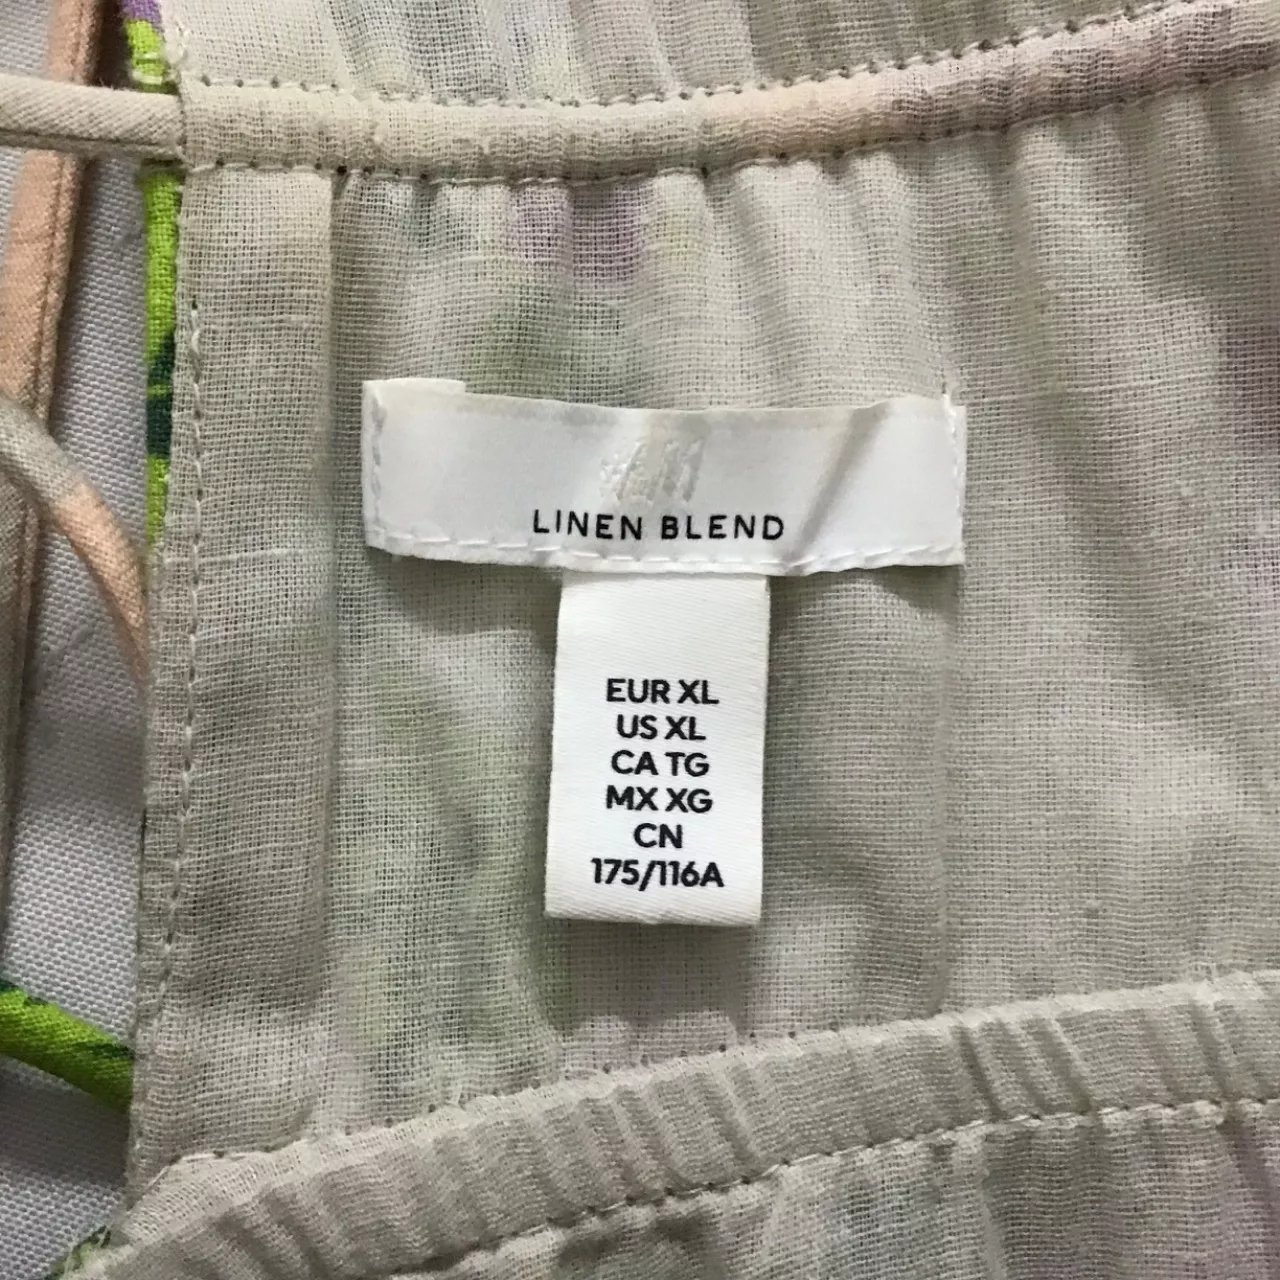 H&M
LINEN BLEND
EUR XL
US XL
CA TG
MX XG
CN
175/116A